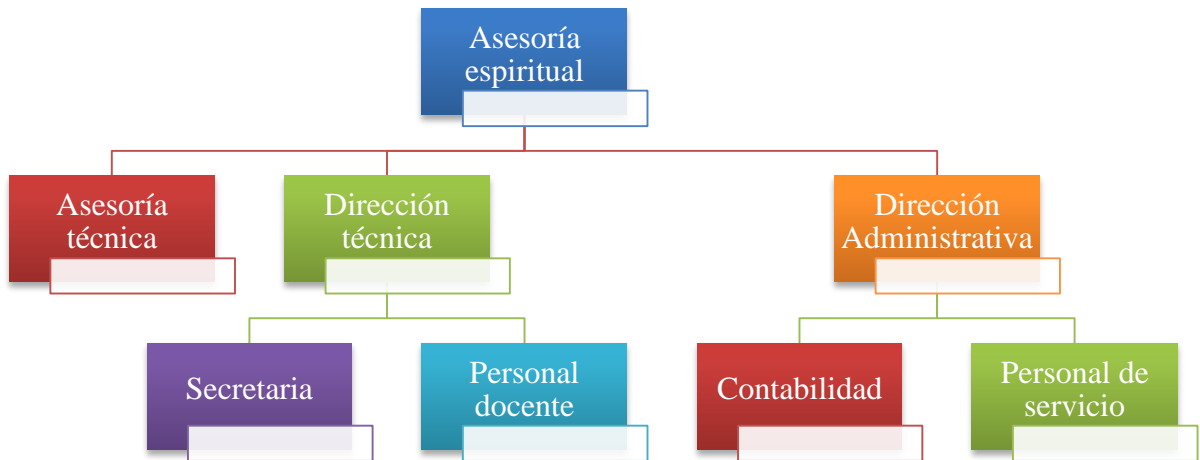 Asesoría
espiritual
Asesoría
técnica
Dirección
técnica
Dirección
Administrativa
Secretaria
Personal
docente
Contabilidad
Personal de
servicio